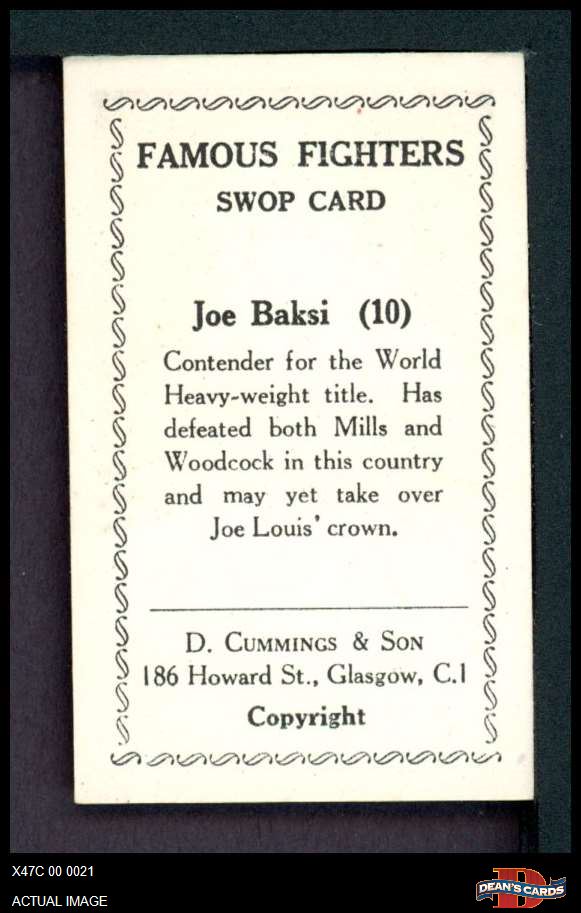 FAMOUS FIGHTERS
SWOP CARD
Joe Baksi (10)
Contender for the World
Heavy-weight title. Has
defeated both Mills and
Woodcock in this country
and may yet take over
Joe Louis' crown.
D. CUMMINGS & SON
186 Howard St., Glasgow, C.1
Copyright
X47C 00 0021
ACTUAL IMAGE
D
DEAN'S CARDS